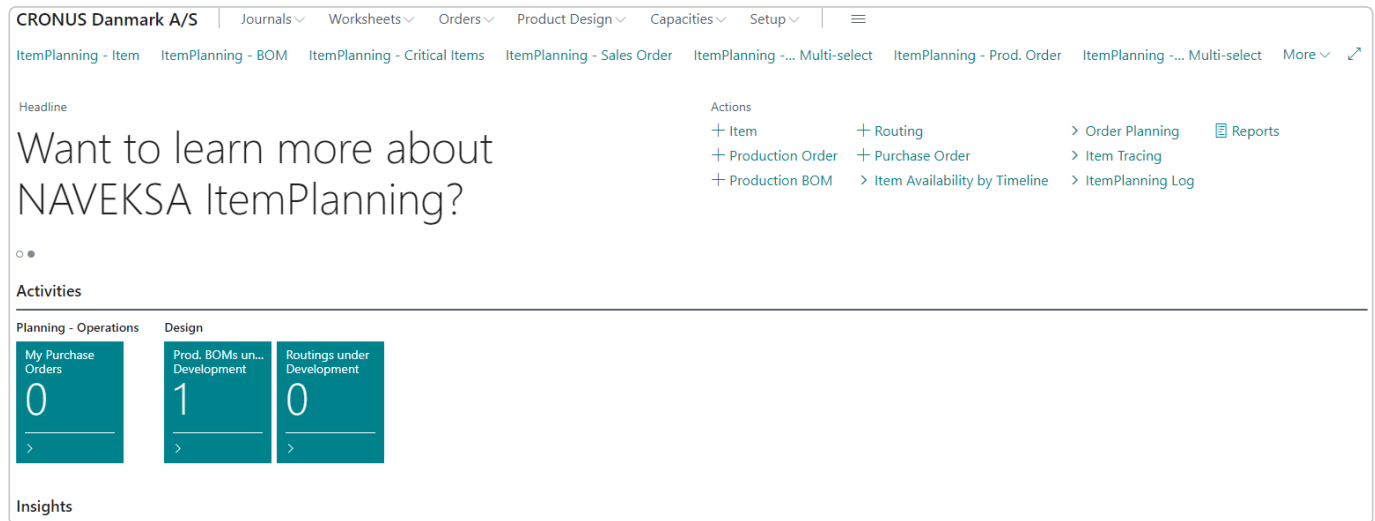 CRONUS Danmark A/S Journals Worksheets Orders Product Design Capacities Setup
ItemPlanning - Item ItemPlanning - BOM ItemPlanning - Critical Items ItemPlanning - Sales Order ItemPlanning -... Multi-select ItemPlanning - Prod. Order ItemPlanning -... Multi-select More
Headline
Want to learn more about
NAVEKSA ItemPlanning?
Actions
+ Item + Routing > Order Planning Reports
+ Production Order + Purchase Order > Item Tracing
+ Production BOM > Item Availability by Timeline > ItemPlanning Log
Activities
Planning - Operations Design
My Purchase
Orders
0
>
Prod. BOMs un...
Development
1
>
Routings under
Development
0
>
Insights